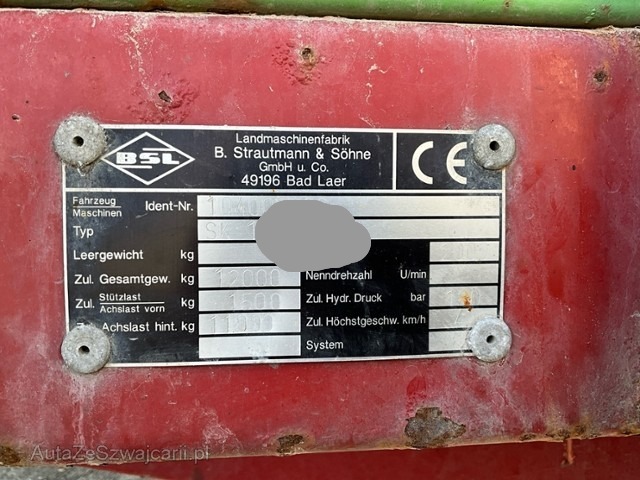 BSL
Landmaschinenfabrik
B. Strautmann & Söhne
GmbH u. Co.
49196 Bad Laer
CE
Fahrzeug
Maschinen
Ident-Nr.
Typ
Leergewicht kg
Zul. Gesamtgew. kg 12000
Zul. Stützlast
Achslast vorn kg
Achslast hint. kg
Nenndrehzahl U/min
Zul. Hydr. Druck bar
Zul. Höchstgeschw. km/h
System
AutaZeSzwajcarii.pl